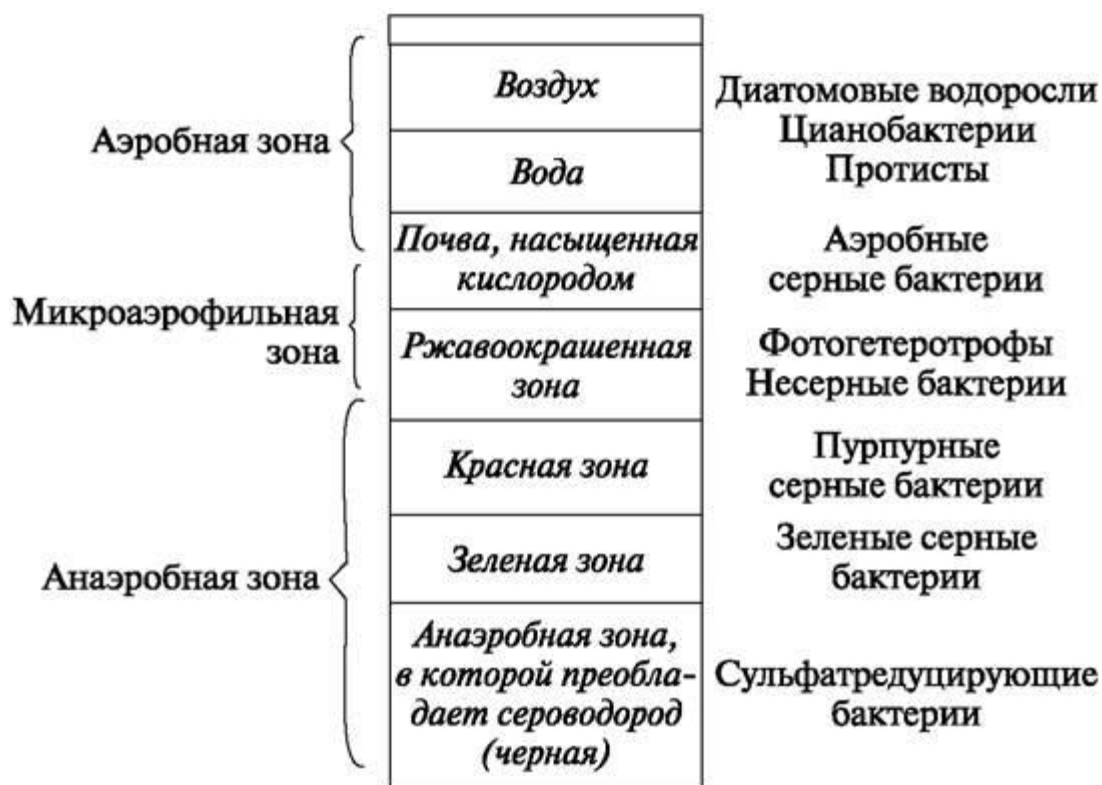 Аэробная зона
Микроаэрофильная
зона
Анаэробная зона
Воздух
Вода
Почва, насыщенная
кислородом
Ржавоокрашенная
зона
Красная зона
Зеленая зона
Анаэробная зона,
в которой преобла-
дает сероводород
(черная)
Диатомовые водоросли
Цианобактерии
Протисты
Аэробные
серные бактерии
Фотогетеротрофы
Несерные бактерии
Пурпурные
серные бактерии
Зеленые серные
бактерии
Сульфатредуцирующие
бактерии